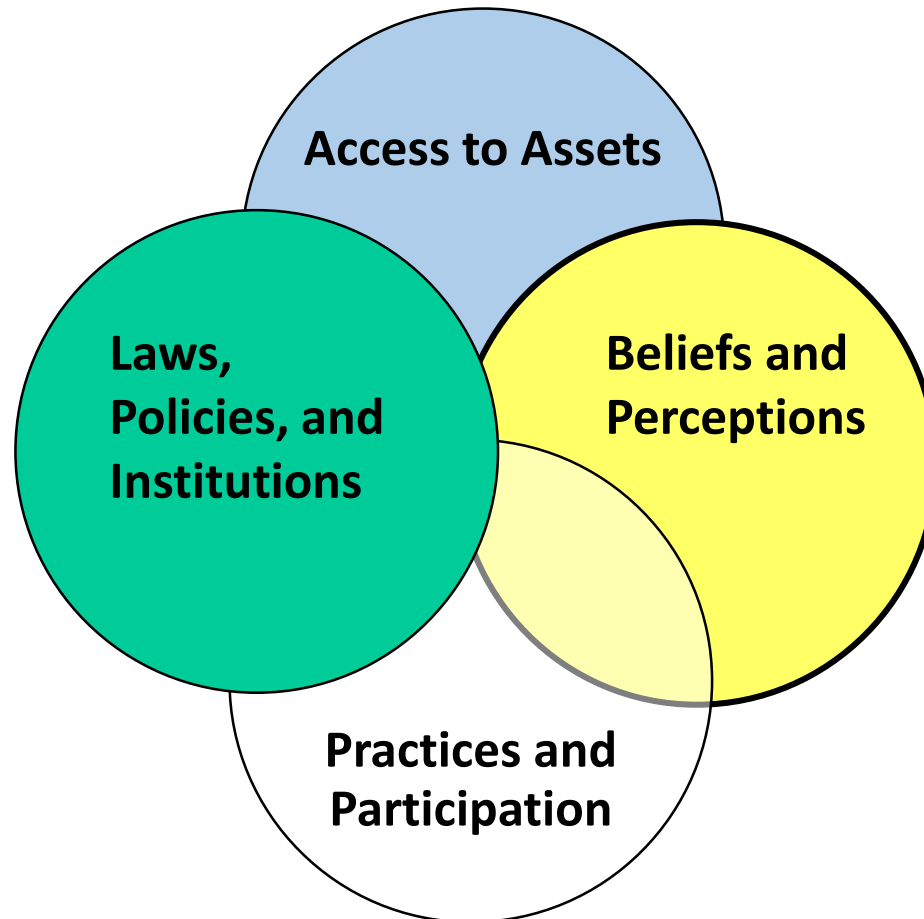 Access to Assets
Laws,
Policies, and
Institutions
Beliefs and
Perceptions
Practices and
Participation